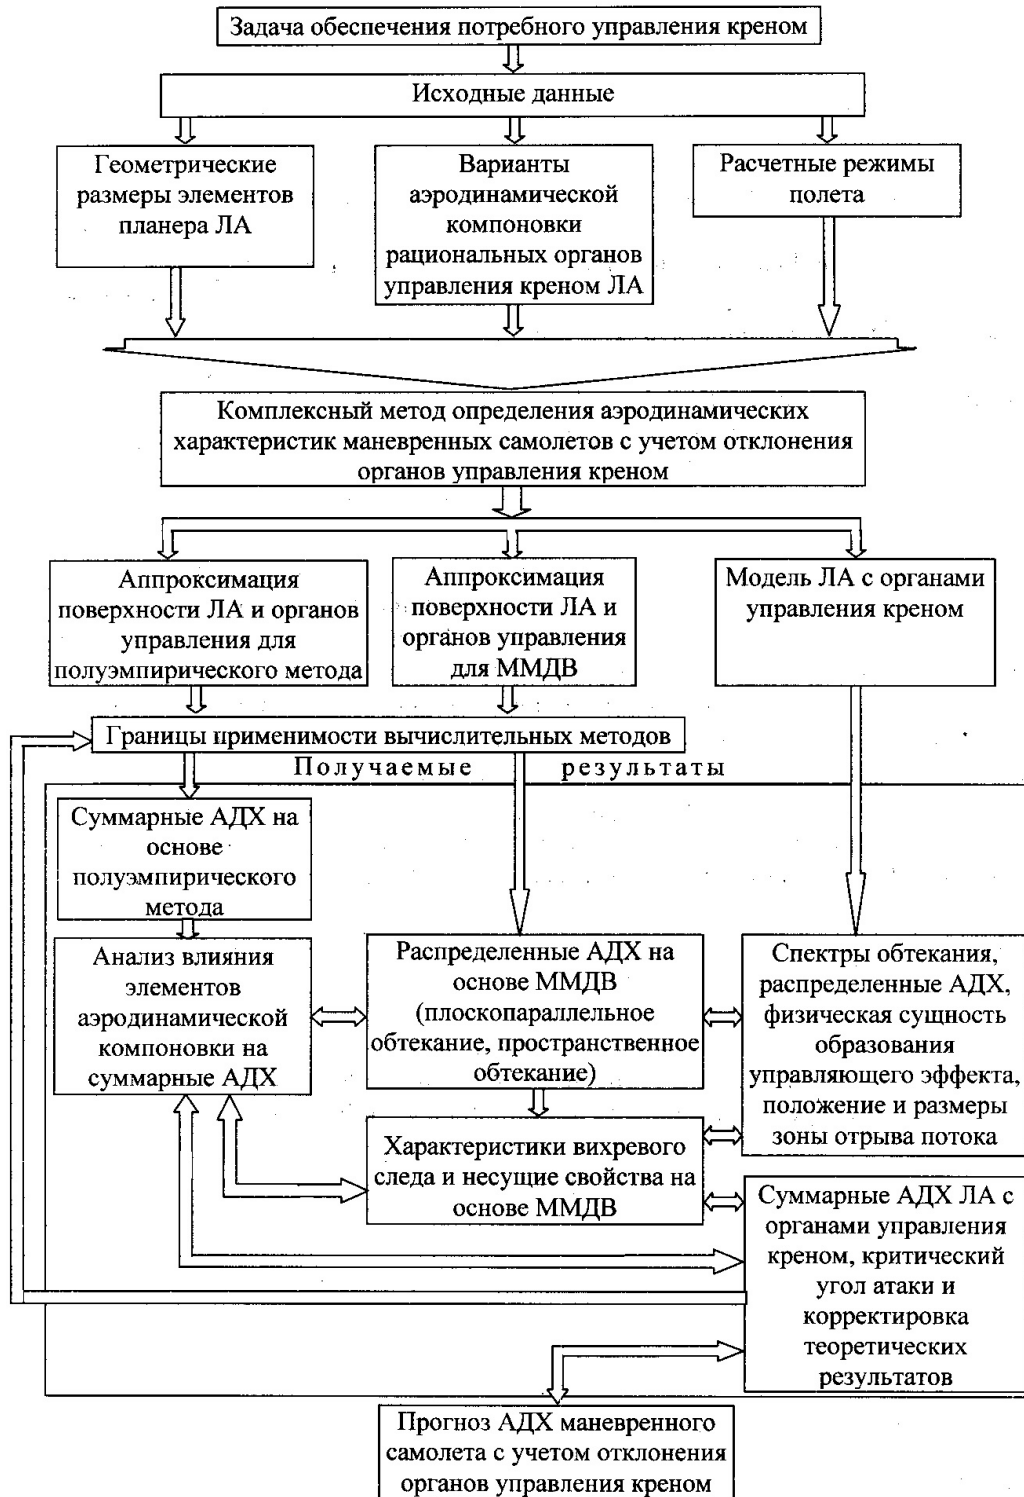 Задача обеспечения потребного управления креном
Исходные данные
Геометрические
размеры элементов
планера ЛА
Варианты
аэродинамической
компоновки
рациональных органов
управления креном ЛА
Расчетные режимы
полета
Комплексный метод определения аэродинамических
характеристик маневренных самолетов с учетом отклонения
органов управления креном
Аппроксимация
поверхности ЛА и органов
управления для
полуэмпирического метода
Аппроксимация
поверхности ЛА и
органов управления
для ММДВ
Модель ЛА с органами
управления креном
Границы применимости вычислительных методов
Получаемые результаты
Суммарные АДХ на
основе
полуэмпирического
метода
Анализ влияния
элементов
аэродинамической
компоновки на
суммарные АДХ
Распределенные АДХ на
основе ММДВ
(плоскопараллельное
обтекание, пространственное
обтекание)
Спектры обтекания,
распределенные АДХ,
физическая сущность
образования
управляющего эффекта,
положение и размеры
зоны отрыва потока
Характеристики вихревого
следа и несущие свойства на
основе ММДВ
Суммарные АДХ ЛА с
органами управления
креном, критический
угол атаки и
корректировка
теоретических
результатов
Прогноз АДХ маневренного
самолета с учетом отклонения
органов управления креном